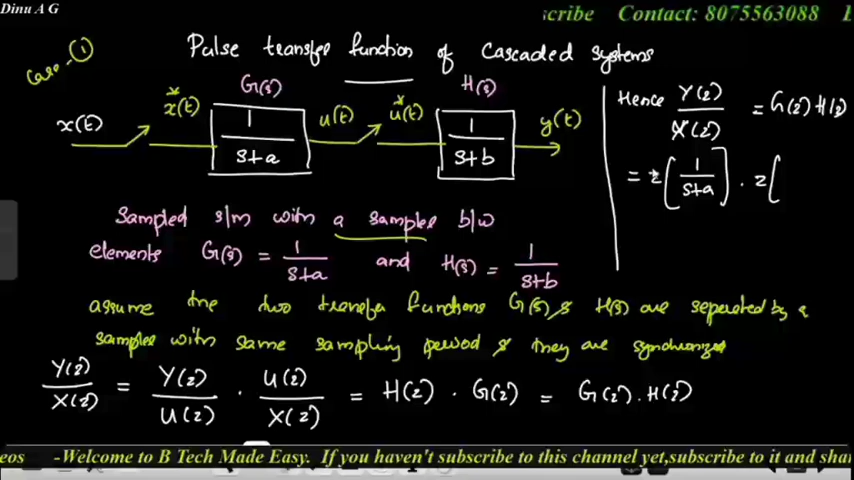 Dinu A G
:cribe Contact: 8075563088
Case-①
Pulse transfer function of Cascaded systems
G(s)
H(s)
x(t)
x*(t)
1/(s+a)
u(t)
u*(t)
1/(s+b)
y(t)
Hence Y(z)/X(z) = G(z) H(z)
= z[1/(s+a)] . z[
Sampled s/m with a sampler b/w
elements G(s) = 1/(s+a) and H(s) = 1/(s+b)
assume the two transfer functions G(s) & H(s) are seperated by a
sampler with same sampling period & they are synchronized
Y(z)/X(z) = Y(z)/U(z) . U(z)/X(z) = H(z) . G(z) = G(z) . H(z)
eos -Welcome to B Tech Made Easy. If you haven't subscribe to this channel yet,subscribe to it and shar